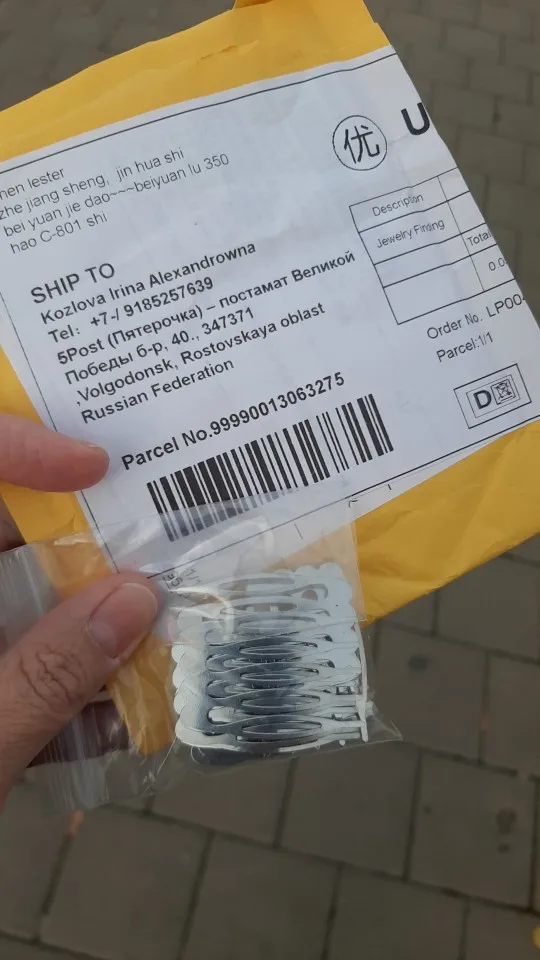 lester
zhe jiang sheng, jin hua shi
bei yuan jie dao~~~beiyuan lu 350
hao C-801 shi
优
SHIP TO
Kozlova Irina Alexandrowna
Tel: +7-/ 9185257639
5Post (Пятерочка) – постамат Великой
Победы б-р, 40., 347371
,Volgodonsk, Rostovskaya oblast
Russian Federation
Description
Jewelry Finding
Total
0.0
Order No. LP00
Parcel:1/1
D
Parcel No.99990013063275